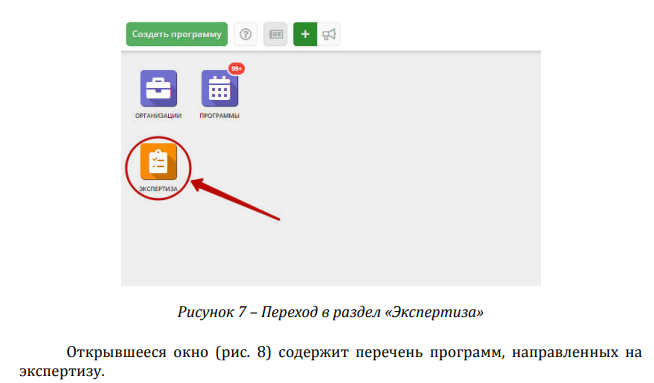 Создать программу
99+
ОРГАНИЗАЦИИ ПРОГРАММЫ
ЭКСПЕРТИЗА
Рисунок 7 – Переход в раздел «Экспертиза»
Открывшееся окно (рис. 8) содержит перечень программ, направленных на
экспертизу.